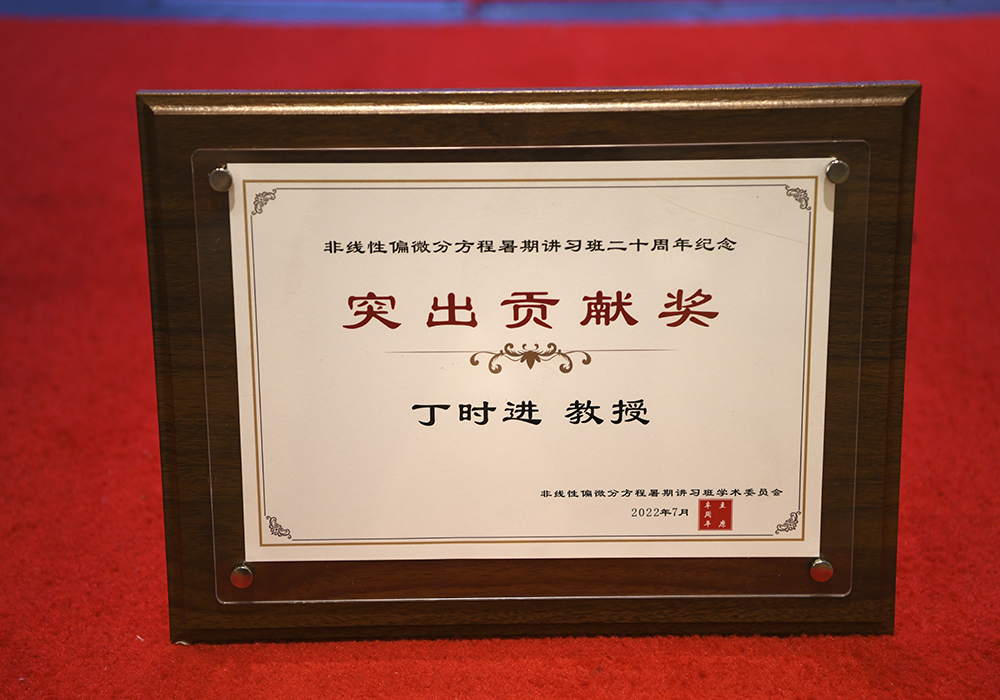 非线性偏微分方程暑期讲习班二十周年纪念
突出贡献奖
丁时进 教授
非线性偏微分方程暑期讲习班学术委员会
2022年7月